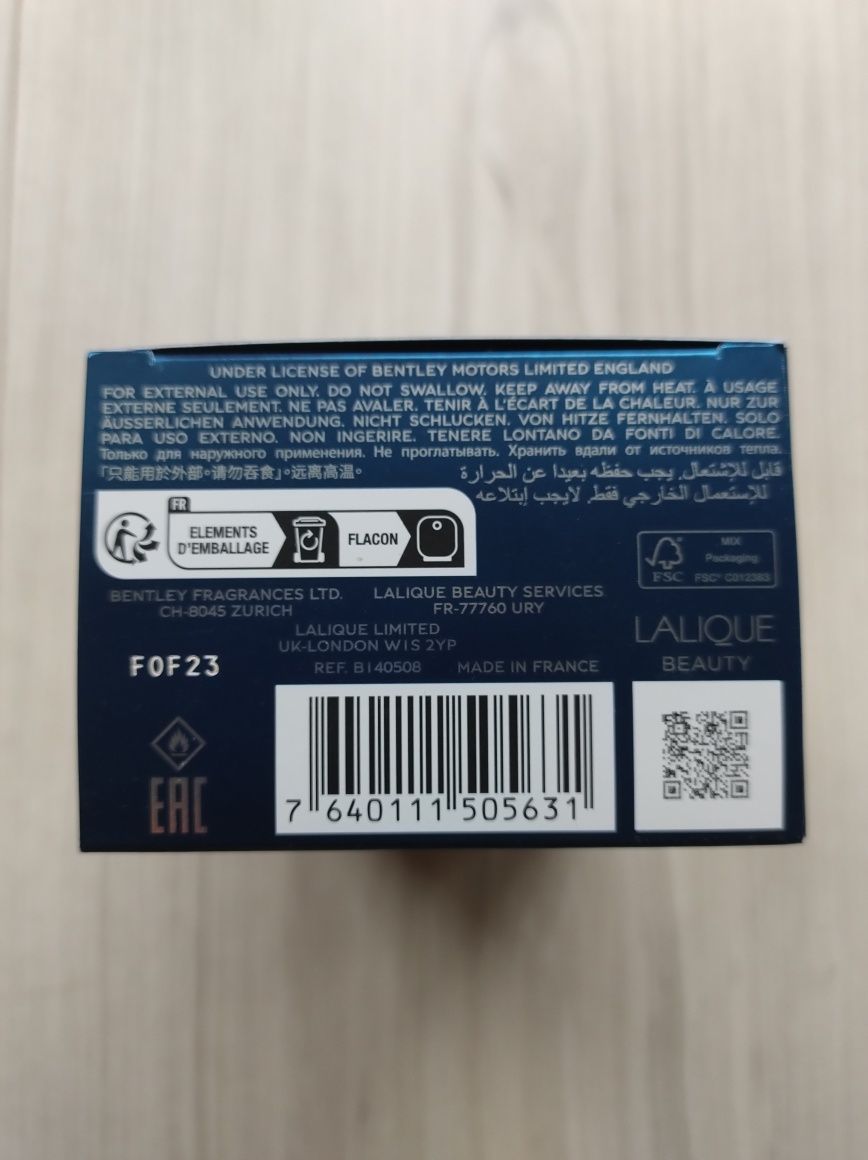 UNDER LICENSE OF BENTLEY MOTORS LIMITED ENGLAND
FOR EXTERNAL USE ONLY. DO NOT SWALLOW. KEEP AWAY FROM HEAT. À USAGE
EXTERNE SEULEMENT. NE PAS AVALER. TENIR À L'ÉCART DE LA CHALEUR. NUR ZUR
ÄUSSERLICHEN ANWENDUNG. NICHT SCHLUCKEN. VON HITZE FERNHALTEN. SOLO
PARA USO EXTERNO. NON INGERIRE. TENERE LONTANO DA FONTI DI CALORE.
Только для наружного применения. Не проглатывать. Хранить вдали от источников тепла.
「只能用於外部。请勿吞食」。远离高温。
قابل للإشتعال. يجب حفظه بعيدا عن الحرارة
للإستعمال الخارجي فقط. لايجب إبتلاعه
FR
ELEMENTS
D'EMBALLAGE
FLACON
MIX
Packaging
FSC
FSC® C012383
BENTLEY FRAGRANCES LTD.
CH-8045 ZURICH
LALIQUE BEAUTY SERVICES
FR-77760 URY
LALIQUE LIMITED
UK-LONDON W1S 2YP
LALIQUE
BEAUTY
F0F23
REF. B140508
MADE IN FRANCE
EAC
7 640111 505631